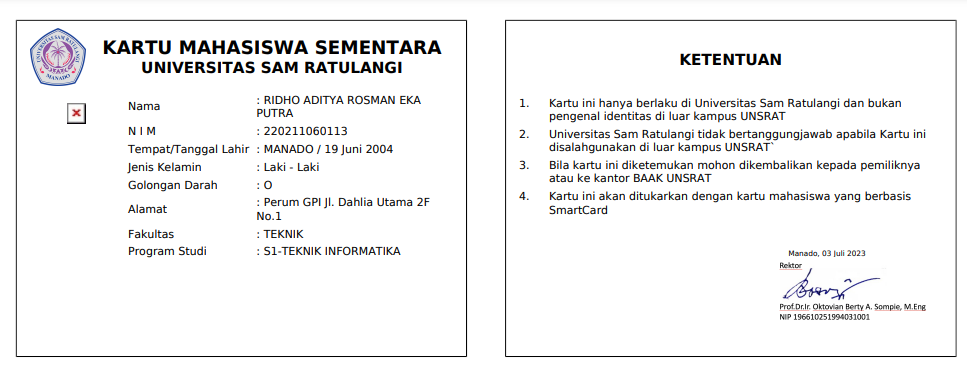 KARTU MAHASISWA SEMENTARA
UNIVERSITAS SAM RATULANGI
Nama : RIDHO ADITYA ROSMAN EKA
PUTRA
N I M : 220211060113
Tempat/Tanggal Lahir : MANADO / 19 Juni 2004
Jenis Kelamin : Laki - Laki
Golongan Darah : O
Alamat : Perum GPI Jl. Dahlia Utama 2F
No.1
Fakultas : TEKNIK
Program Studi : S1-TEKNIK INFORMATIKA
KETENTUAN
1. Kartu ini hanya berlaku di Universitas Sam Ratulangi dan bukan
pengenal identitas di luar kampus UNSRAT
2. Universitas Sam Ratulangi tidak bertanggungjawab apabila Kartu ini
disalahgunakan di luar kampus UNSRAT`
3. Bila kartu ini diketemukan mohon dikembalikan kepada pemiliknya
atau ke kantor BAAK UNSRAT
4. Kartu ini akan ditukarkan dengan kartu mahasiswa yang berbasis
SmartCard
Manado, 03 Juli 2023
Rektor
Prof.Dr.Ir. Oktovian Berty A. Sompie, M.Eng
NIP 196610251994031001